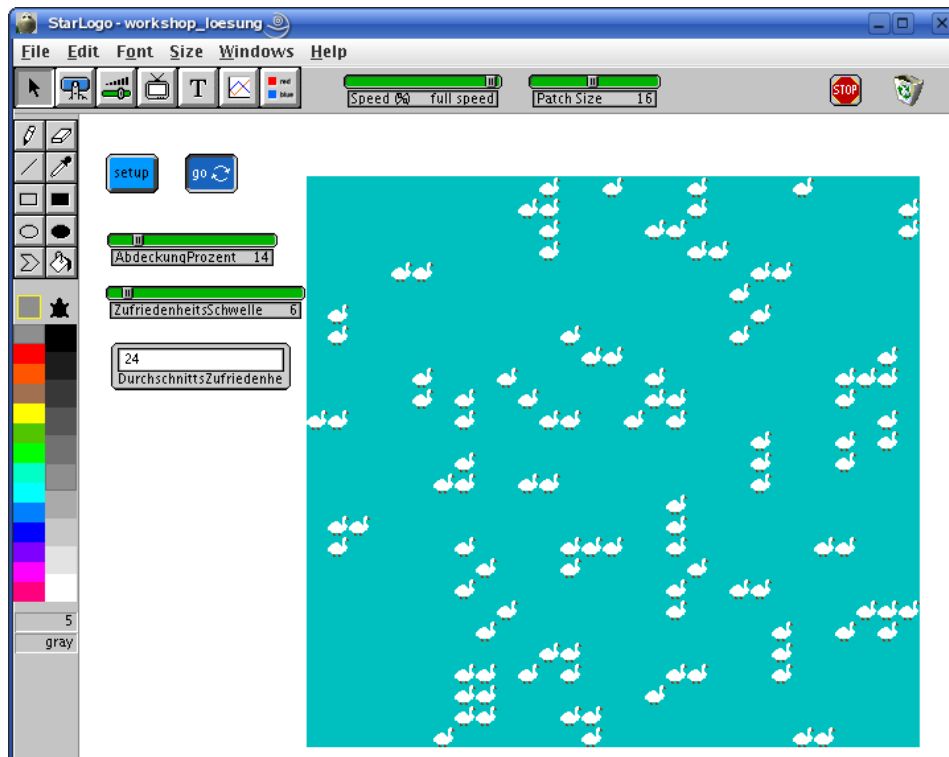 StarLogo - workshop_loesung
File Edit Font Size Windows Help
T
red
blue
Speed (%) full speed
Patch Size 16
STOP
setup
go
AbdeckungProzent 14
ZufriedenheitsSchwelle 6
24
DurchschnittsZufriedenhe
5
gray